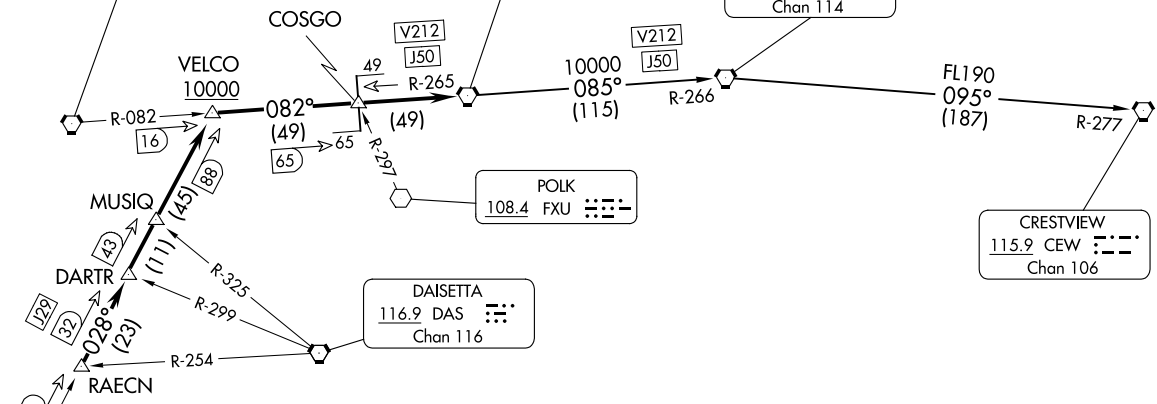 Chan 114
COSGO
V212
J50
49
R-265
VELCO
10000
R-082
16
082°
(49)
65
65
(49)
10000
085°
(115)
V212
J50
R-266
FL190
095°
(187)
R-277
R-297
88
POLK
108.4 FXU
MUSIQ
(45)
43
(11)
DARTR
R-325
R-299
CRESTVIEW
115.9 CEW
Chan 106
DAISETTA
116.9 DAS
Chan 116
J29
32
028°
(23)
R-254
RAECN